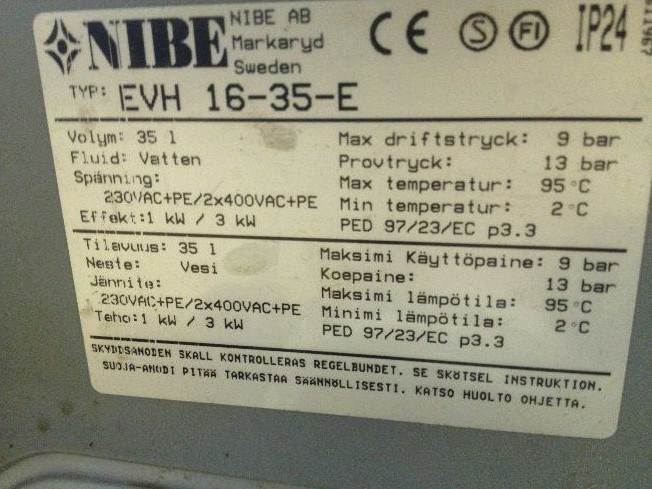 NIBE
NIBE AB
Markaryd
Sweden
CE S FI IP24
TYP: EVH 16-35-E
Volym: 35 l
Fluid: Vatten
Spänning:
230VAC+PE/2x400VAC+PE
Effekt:1 kW / 3 kW
Max driftstryck: 9 bar
Provtryck: 13 bar
Max temperatur: 95 °C
Min temperatur: 2 °C
PED 97/23/EC p3.3
Tilavuus: 35 l
Neste: Vesi
Jännite:
230VAC+PE/2x400VAC+PE
Teho:1 kW / 3 kW
Maksimi Käyttöpaine: 9 bar
Koepaine: 13 bar
Maksimi lämpötila: 95 °C
Minimi lämpötila: 2 °C
PED 97/23/EC p3.3
SKYDDSANODEN SKALL KONTROLLERAS REGELBUNDET. SE SKÖTSEL INSTRUKTION.
SUOJA-ANODI PITÄÄ TARKASTAA SÄÄNNÖLLISESTI. KATSO HUOLTO OHJETTA.